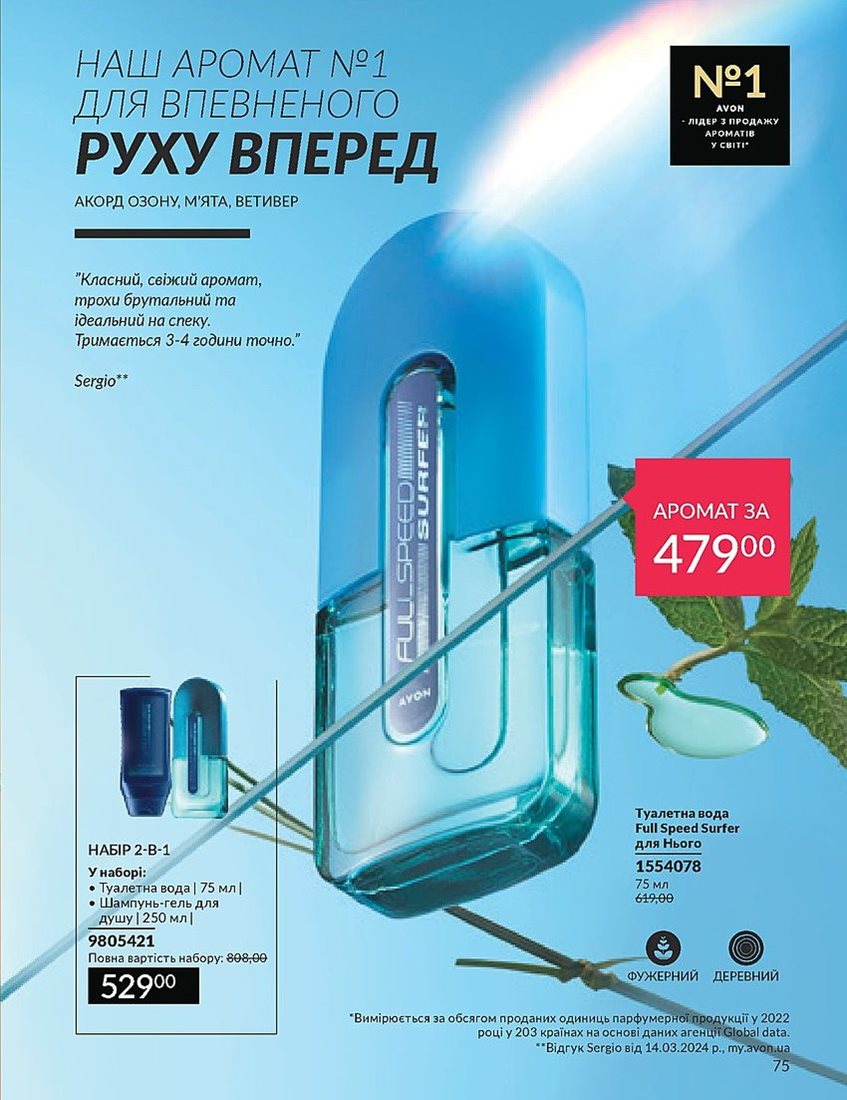 НАШ АРОМАТ №1
ДЛЯ ВПЕВНЕНОГО
РУХУ ВПЕРЕД
АКОРД ОЗОНУ, М'ЯТА, ВЕТИВЕР
"Класний, свіжий аромат,
трохи брутальний та
ідеальний на спеку.
Тримається 3-4 години точно."
Sergio**
№1
AVON
- ЛІДЕР З ПРОДАЖУ
АРОМАТІВ
У СВІТІ*
FULL SPEED
SURFER
AVON
АРОМАТ ЗА
479⁰⁰
НАБІР 2-В-1
У наборі:
• Туалетна вода | 75 мл |
• Шампунь-гель для
душу | 250 мл |
9805421
Повна вартість набору: 808,00
529⁰⁰
Туалетна вода
Full Speed Surfer
для Нього
1554078
75 мл
619,00
ФУЖЕРНИЙ
ДЕРЕВНИЙ
*Вимірюється за обсягом проданих одиниць парфумерної продукції у 2022
році у 203 країнах на основі даних агенції Global data.
**Відгук Sergio від 14.03.2024 р., my.avon.ua
75